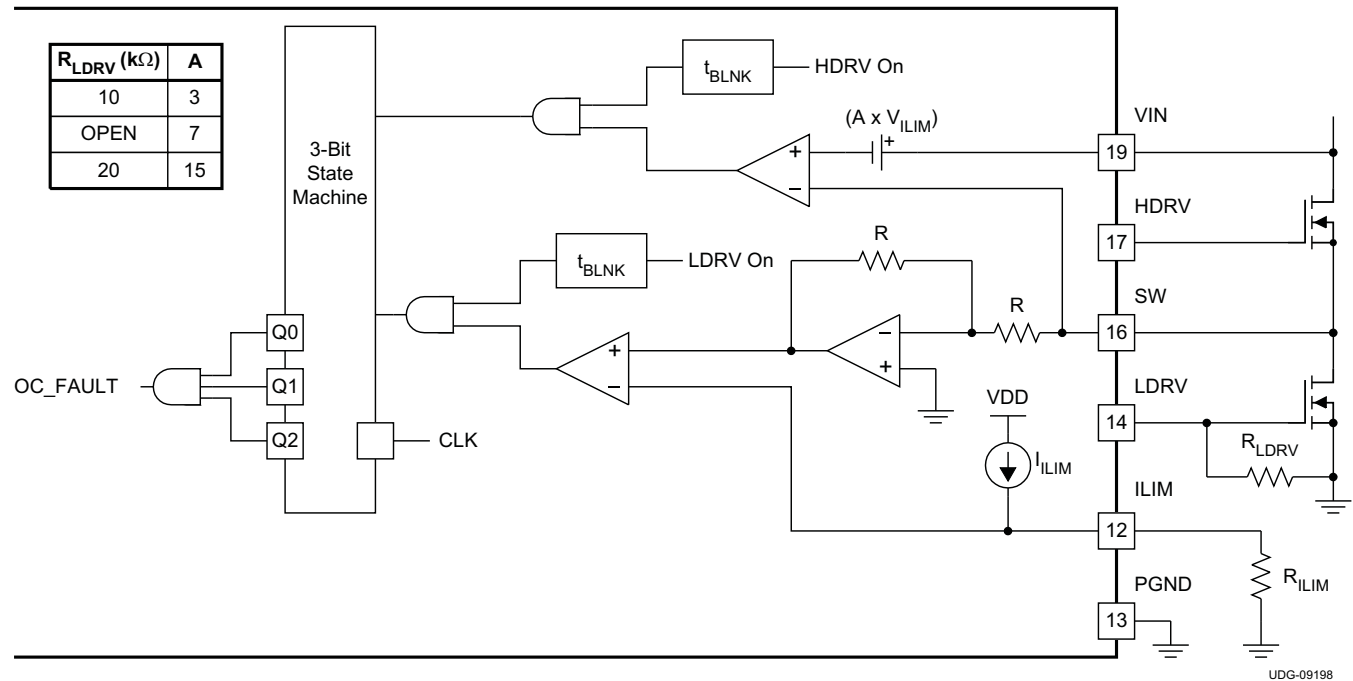 R_LDRV (kΩ) A
10 3
OPEN 7
20 15
3-Bit
State
Machine
t_BLNK
HDRV On
(A x V_ILIM)
+
+
−
VIN
19
HDRV
17
t_BLNK
LDRV On
R
R
SW
16
−
+
+
−
Q0
Q1
Q2
OC_FAULT
CLK
VDD
I_ILIM
LDRV
14
R_LDRV
ILIM
12
R_ILIM
PGND
13
UDG-09198